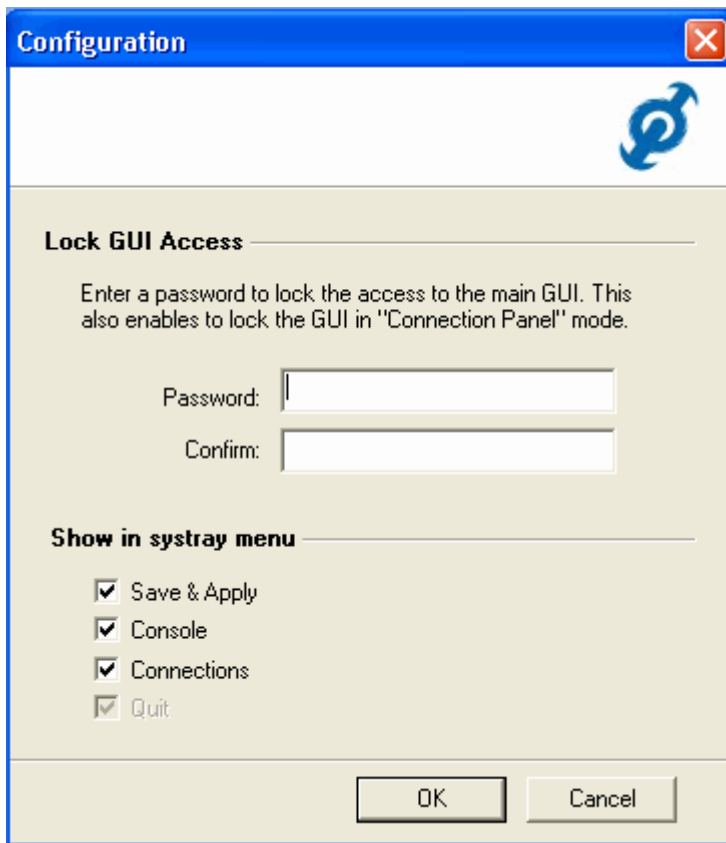 Configuration
Lock GUI Access
Enter a password to lock the access to the main GUI. This
also enables to lock the GUI in "Connection Panel" mode.
Password:
Confirm:
Show in systray menu
Save & Apply
Console
Connections
Quit
OK Cancel